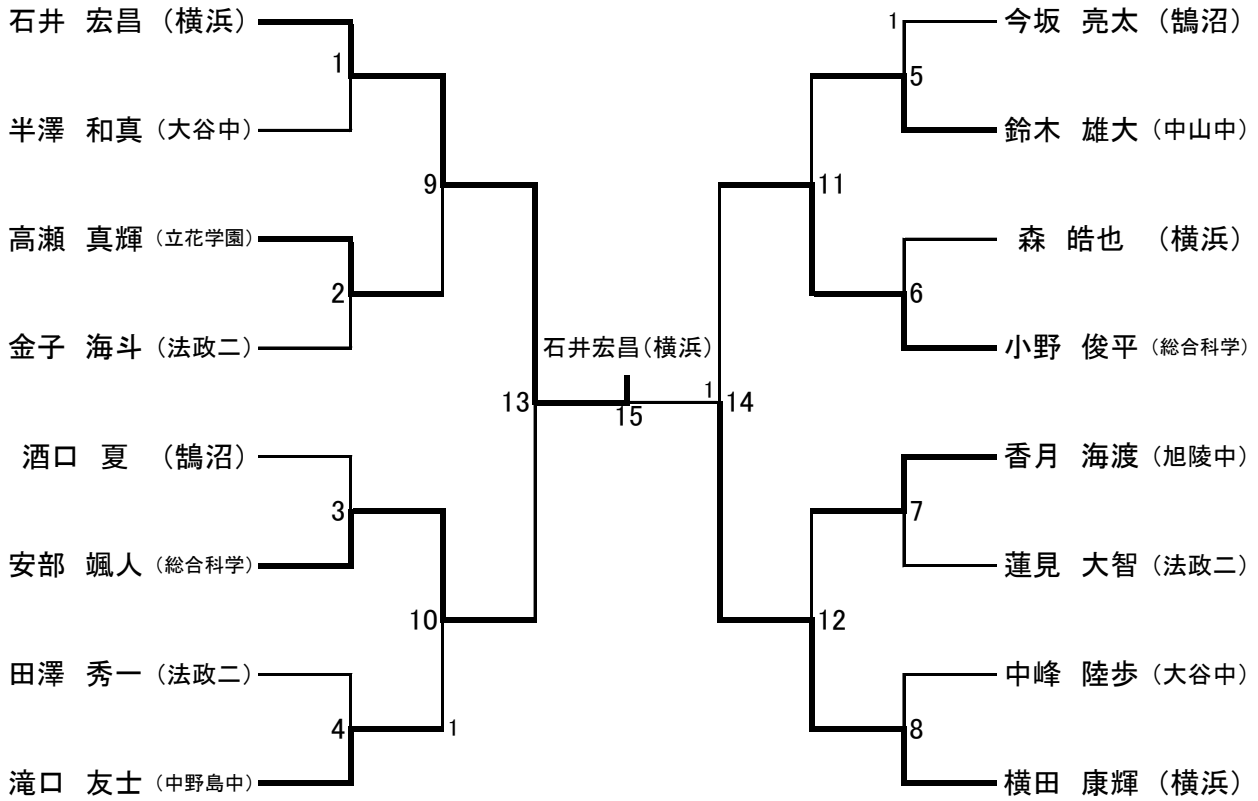 石井 宏昌 (横浜)
1
半澤 和真 (大谷中)
9
高瀬 真輝 (立花学園)
2
金子 海斗 (法政二)
13
酒口 夏 (鵠沼)
3
安部 颯人 (総合科学)
10
田澤 秀一 (法政二)
4
1
滝口 友士 (中野島中)
石井宏昌(横浜)
15
1
今坂 亮太 (鵠沼)
1
5
鈴木 雄大 (中山中)
11
森 皓也 (横浜)
6
小野 俊平 (総合科学)
14
香月 海渡 (旭陵中)
7
蓮見 大智 (法政二)
12
中峰 陸歩 (大谷中)
8
横田 康輝 (横浜)